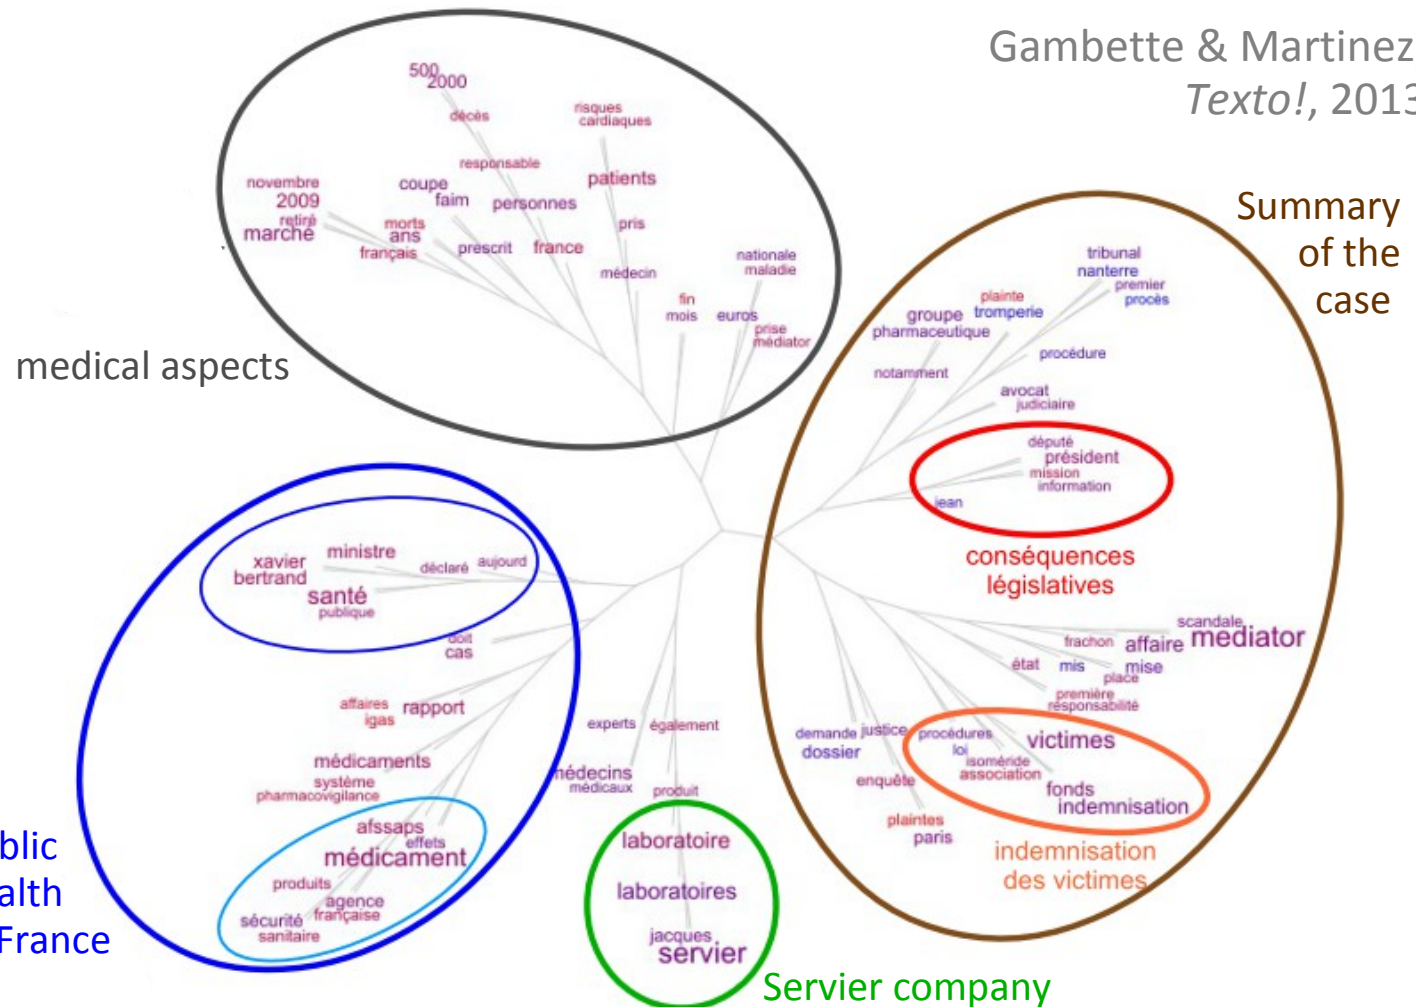 Gambette & Martinez
Texto!, 2013
500
2000
décès
risques
cardiaques
responsable
patients
novembre
2009
retiré
marché
coupe
faim
personnes
morts
ans
français
prescrit
france
pris
médecin
nationale
maladie
fin
mois
euros
prise
médiator
medical aspects
Summary
of the
case
tribunal
nanterre
premier
procès
plainte
tromperie
groupe
pharmaceutique
procédure
notamment
avocat
judiciaire
député
président
mission
information
jean
conséquences
législatives
scandale
frachon
affaire
mediator
état
mis
mise
place
première
responsabilité
demande
justice
dossier
procédures
loi
isoméride
association
victimes
fonds
indemnisation
enquête
plaintes
paris
indemnisation
des victimes
xavier
bertrand
ministre
déclaré
aujourd
santé
publique
doit
cas
affaires
igas
rapport
médicaments
système
pharmacovigilance
afssaps
effets
médicament
produits
agence
française
sécurité
sanitaire
blic
alth
France
experts
également
médecins
médicaux
produit
laboratoire
laboratoires
jacques
servier
Servier company